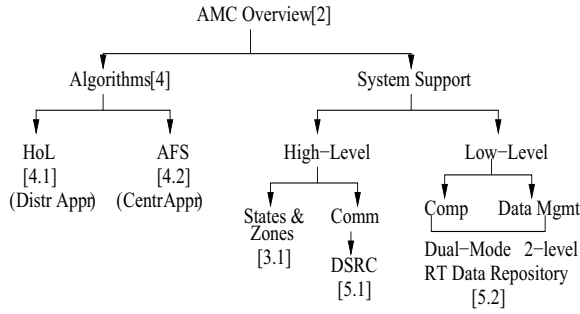 AMC Overview[2]
Algorithms[4]
System Support
HoL
[4.1]
(Distr Appr)
AFS
[4.2]
(CentrAppr)
High−Level
Low−Level
States &
Zones
[3.1]
Comm
DSRC
[5.1]
Comp
Data Mgmt
Dual−Mode 2−level
RT Data Repository
[5.2]